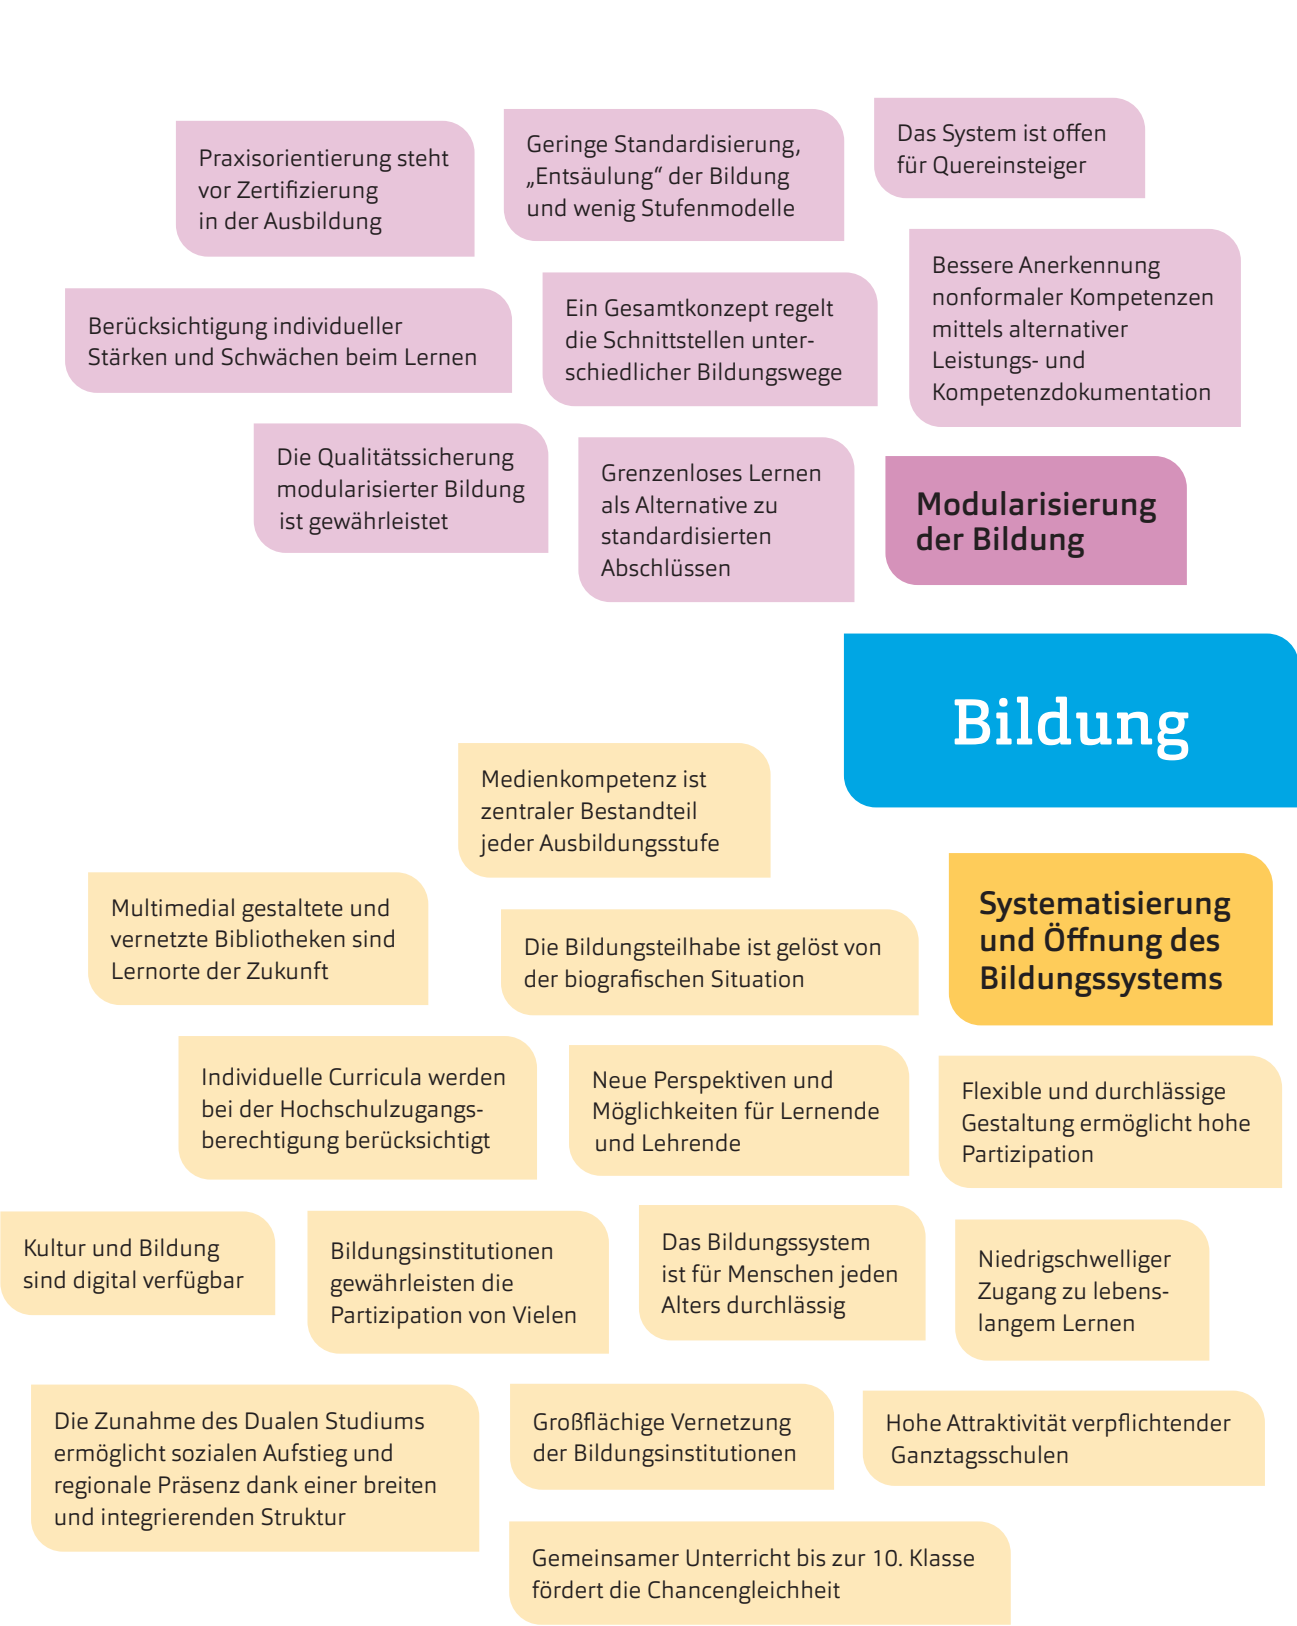 Praxisorientierung steht
vor Zertifizierung
in der Ausbildung
Geringe Standardisierung,
„Entsäulung“ der Bildung
und wenig Stufenmodelle
Das System ist offen
für Quereinsteiger
Berücksichtigung individueller
Stärken und Schwächen beim Lernen
Ein Gesamtkonzept regelt
die Schnittstellen unter-
schiedlicher Bildungswege
Bessere Anerkennung
nonformaler Kompetenzen
mittels alternativer
Leistungs- und
Kompetenzdokumentation
Die Qualitätssicherung
modularisierter Bildung
ist gewährleistet
Grenzenloses Lernen
als Alternative zu
standardisierten
Abschlüssen
Modularisierung
der Bildung
Bildung
Medienkompetenz ist
zentraler Bestandteil
jeder Ausbildungsstufe
Systematisierung
und Öffnung des
Bildungssystems
Multimedial gestaltete und
vernetzte Bibliotheken sind
Lernorte der Zukunft
Die Bildungsteilhabe ist gelöst von
der biografischen Situation
Individuelle Curricula werden
bei der Hochschulzugangs-
berechtigung berücksichtigt
Neue Perspektiven und
Möglichkeiten für Lernende
und Lehrende
Flexible und durchlässige
Gestaltung ermöglicht hohe
Partizipation
Kultur und Bildung
sind digital verfügbar
Bildungsinstitutionen
gewährleisten die
Partizipation von Vielen
Das Bildungssystem
ist für Menschen jeden
Alters durchlässig
Niedrigschwelliger
Zugang zu lebens-
langem Lernen
Die Zunahme des Dualen Studiums
ermöglicht sozialen Aufstieg und
regionale Präsenz dank einer breiten
und integrierenden Struktur
Großflächige Vernetzung
der Bildungsinstitutionen
Hohe Attraktivität verpflichtender
Ganztagsschulen
Gemeinsamer Unterricht bis zur 10. Klasse
fördert die Chancengleichheit